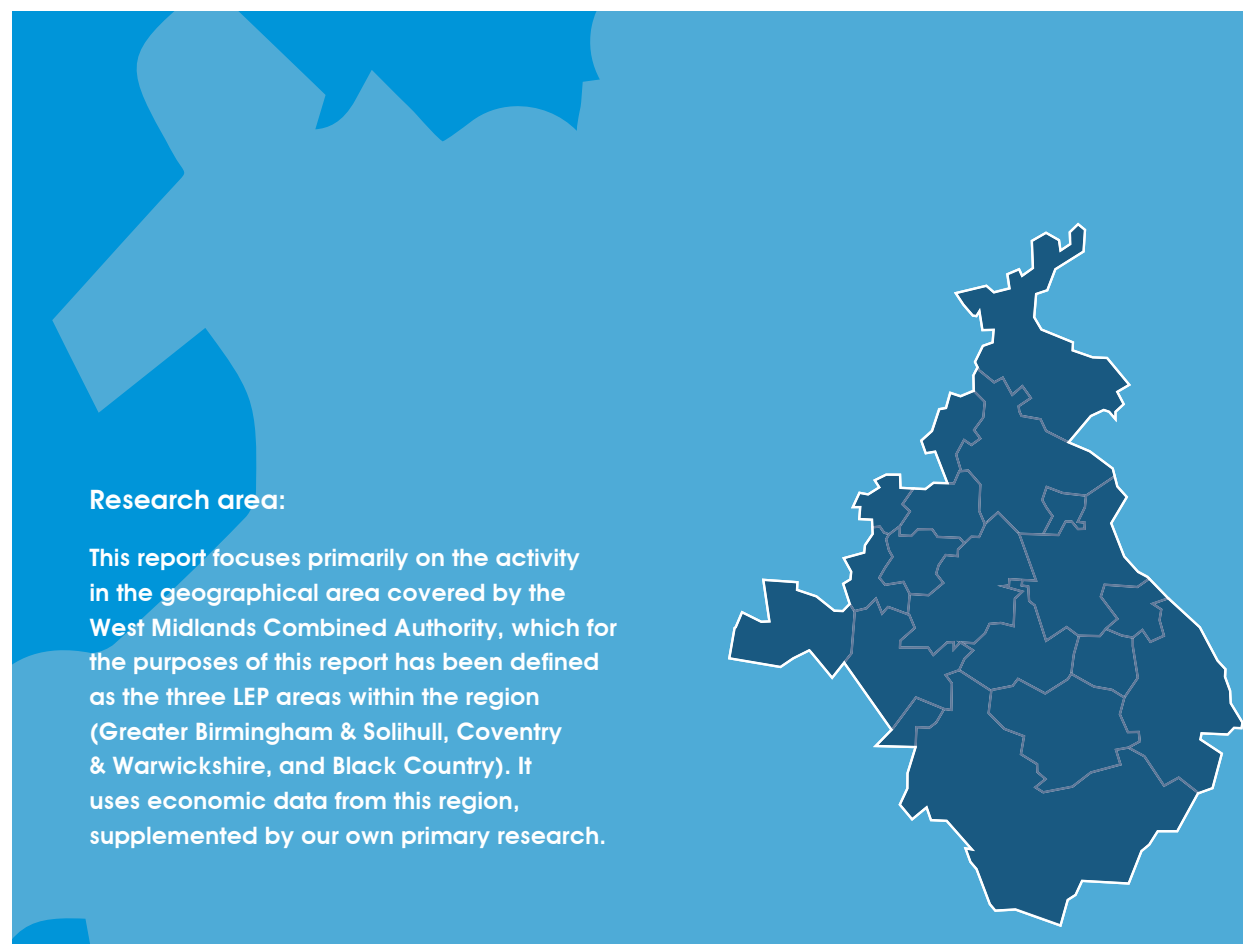 Research area:
This report focuses primarily on the activity
in the geographical area covered by the
West Midlands Combined Authority, which for
the purposes of this report has been defined
as the three LEP areas within the region
(Greater Birmingham & Solihull, Coventry
& Warwickshire, and Black Country). It
uses economic data from this region,
supplemented by our own primary research.